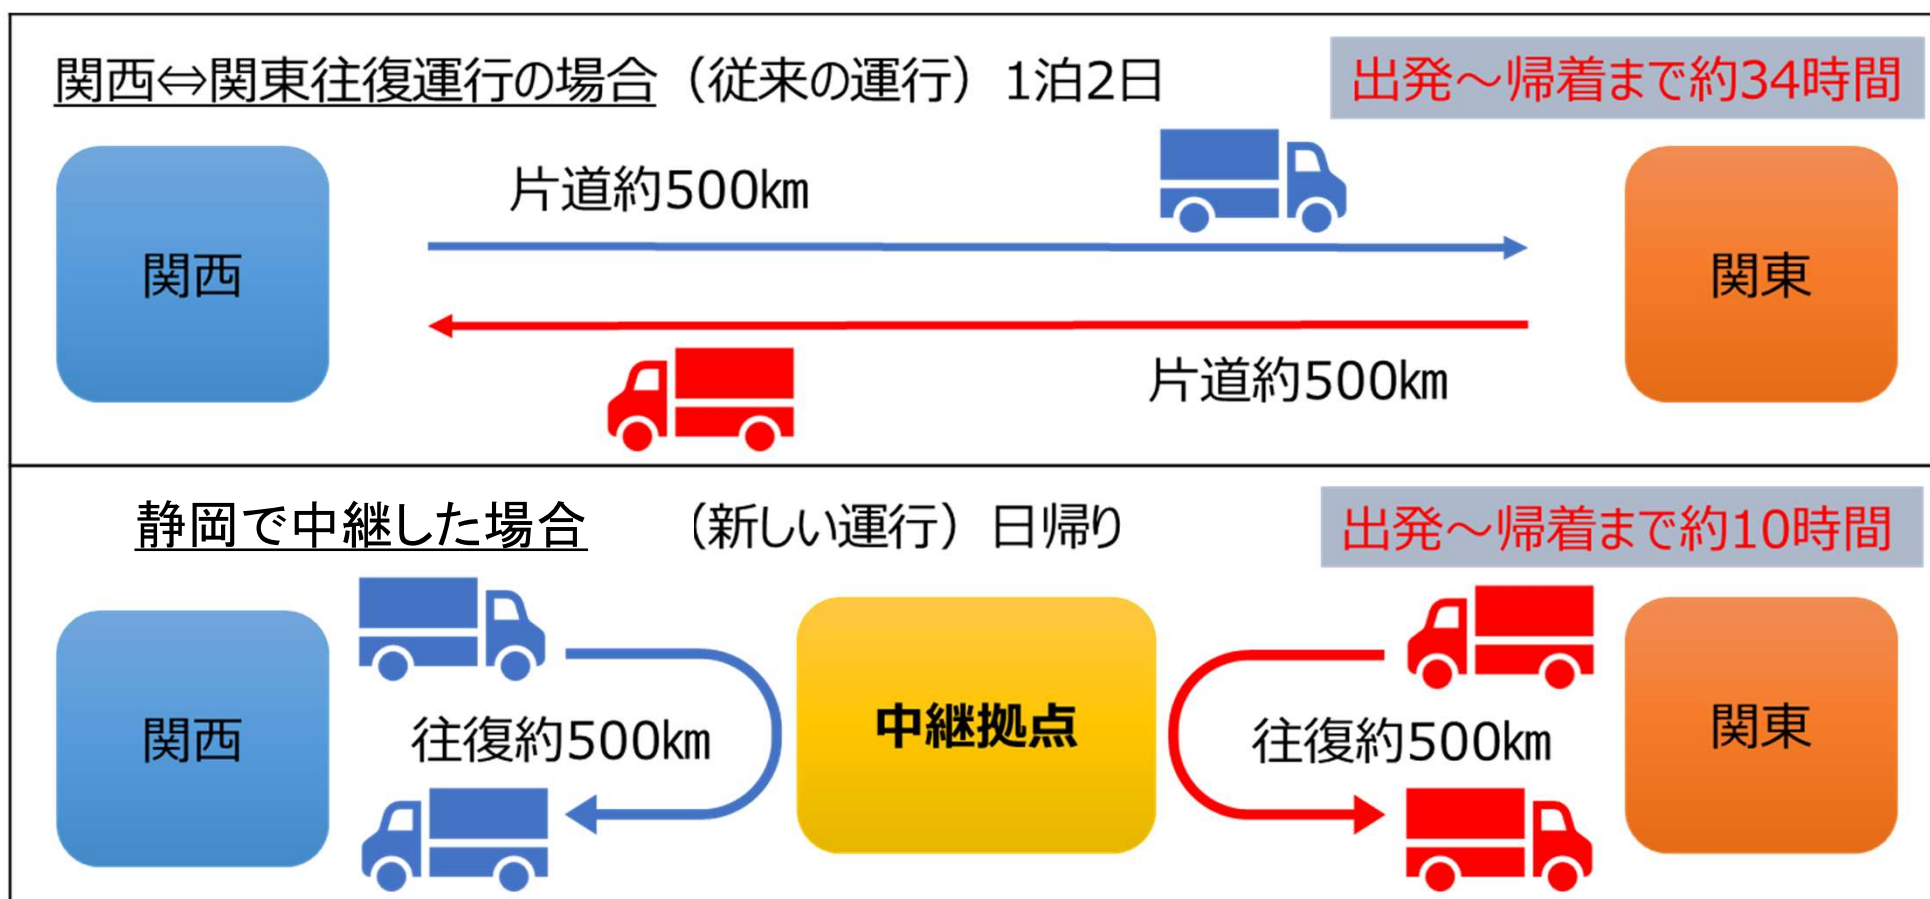 関西⇔関東往復運行の場合（従来の運行）1泊2日
出発～帰着まで約34時間
片道約500㎞
関西
関東
片道約500㎞
静岡で中継した場合　（新しい運行）日帰り
出発～帰着まで約10時間
関西
往復約500㎞
中継拠点
往復約500㎞
関東